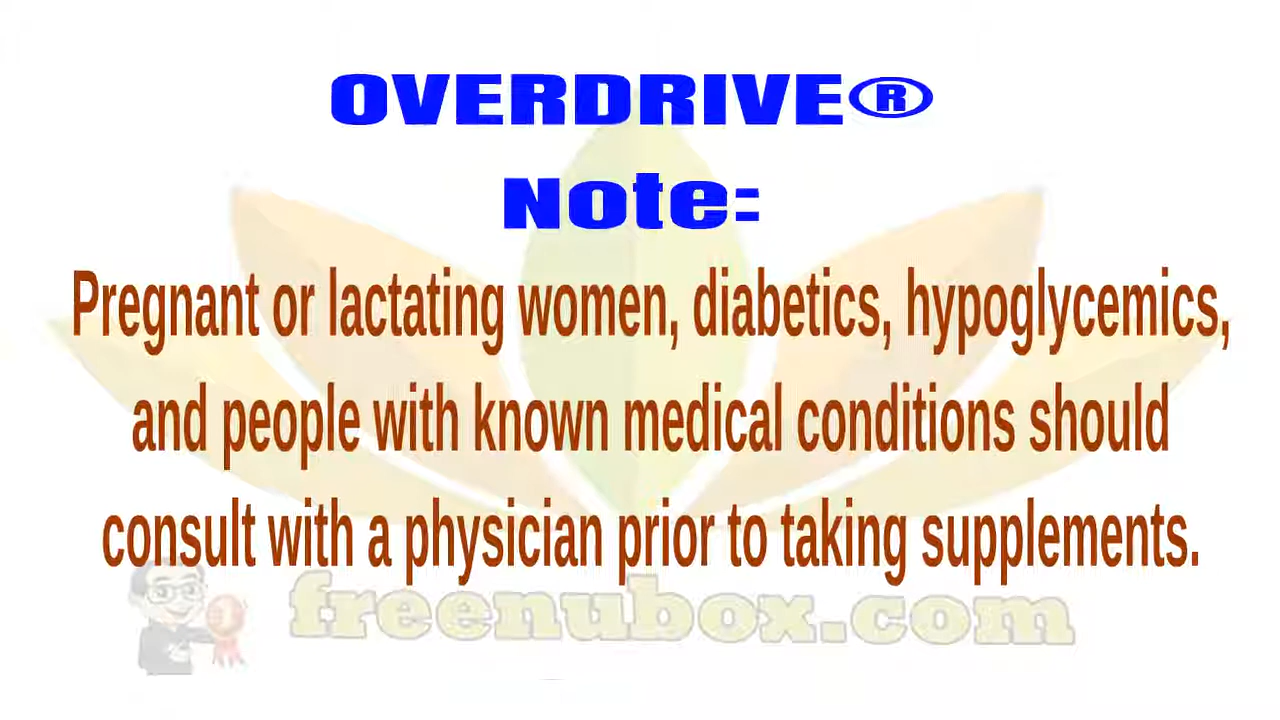 OVERDRIVE®
Note:
Pregnant or lactating women, diabetics, hypoglycemics,
and people with known medical conditions should
consult with a physician prior to taking supplements.
freenubox.com